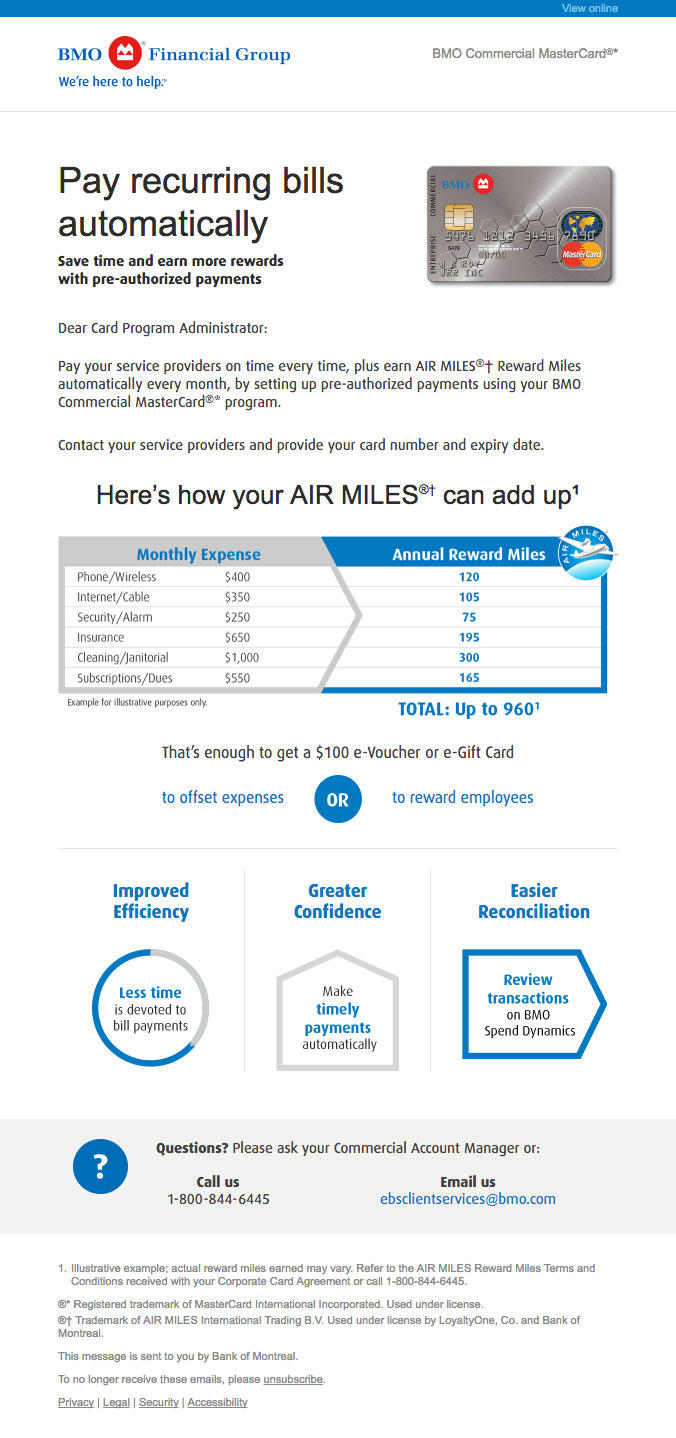 View online
BMO® Financial Group
BMO Commercial MasterCard®*
We're here to help.™
Pay recurring bills
automatically
Save time and earn more rewards
with pre-authorized payments
COMMERCIAL
ENTREPRISE
BMO
5476 1212 3456 7890
5476
00/00
J R ROY
JRR INC
MasterCard
Dear Card Program Administrator:
Pay your service providers on time every time, plus earn AIR MILES®† Reward Miles
automatically every month, by setting up pre-authorized payments using your BMO
Commercial MasterCard®* program.
Contact your service providers and provide your card number and expiry date.
Here's how your AIR MILES®† can add up¹
AIR MILES
Monthly Expense Annual Reward Miles
Phone/Wireless $400 120
Internet/Cable $350 105
Security/Alarm $250 75
Insurance $650 195
Cleaning/Janitorial $1,000 300
Subscriptions/Dues $550 165
Example for illustrative purposes only.
TOTAL: Up to 960¹
That's enough to get a $100 e-Voucher or e-Gift Card
to offset expenses OR to reward employees
Improved
Efficiency
Less time
is devoted to
bill payments
Greater
Confidence
Make
timely
payments
automatically
Easier
Reconciliation
Review
transactions
on BMO
Spend Dynamics
?
Questions? Please ask your Commercial Account Manager or:
Call us
1-800-844-6445
Email us
ebsclientservices@bmo.com
1. Illustrative example; actual reward miles earned may vary. Refer to the AIR MILES Reward Miles Terms and
Conditions received with your Corporate Card Agreement or call 1-800-844-6445.
®* Registered trademark of MasterCard International Incorporated. Used under license.
®† Trademark of AIR MILES International Trading B.V. Used under license by LoyaltyOne, Co. and Bank of
Montreal.
This message is sent to you by Bank of Montreal.
To no longer receive these emails, please unsubscribe.
Privacy | Legal | Security | Accessibility